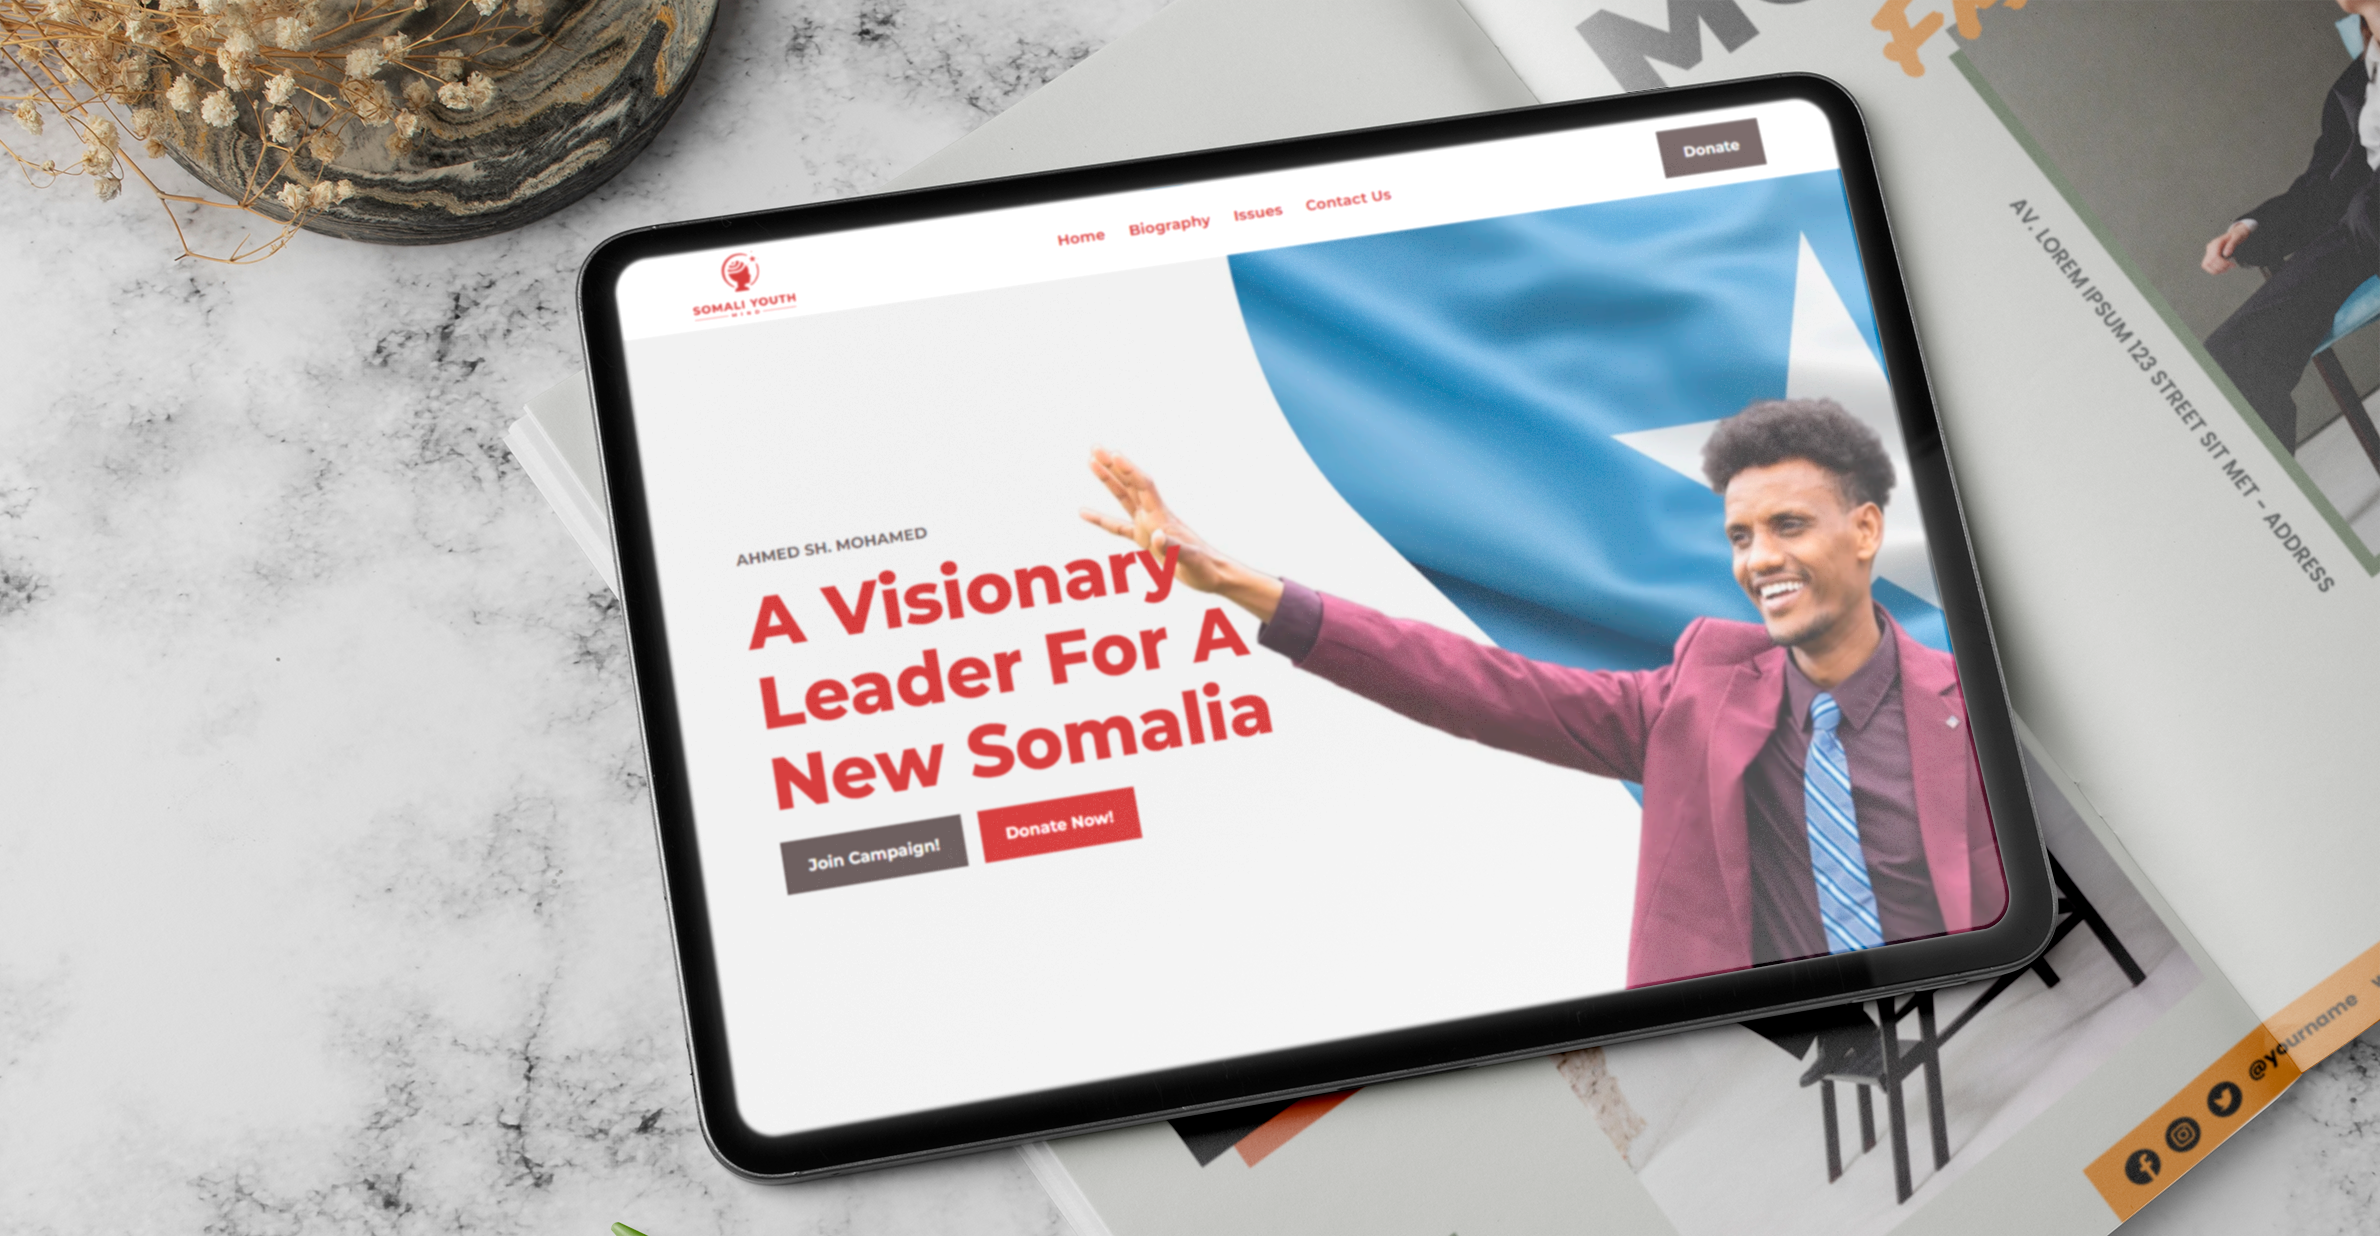 Donate
Home Biography Issues Contact Us
SOMALI YOUTH
MIND
AHMED SH. MOHAMED
A Visionary
Leader For A
New Somalia
Join Campaign! Donate Now!
AV. LOREM IPSUM 123 STREET SIT MET - ADDRESS
@yourname